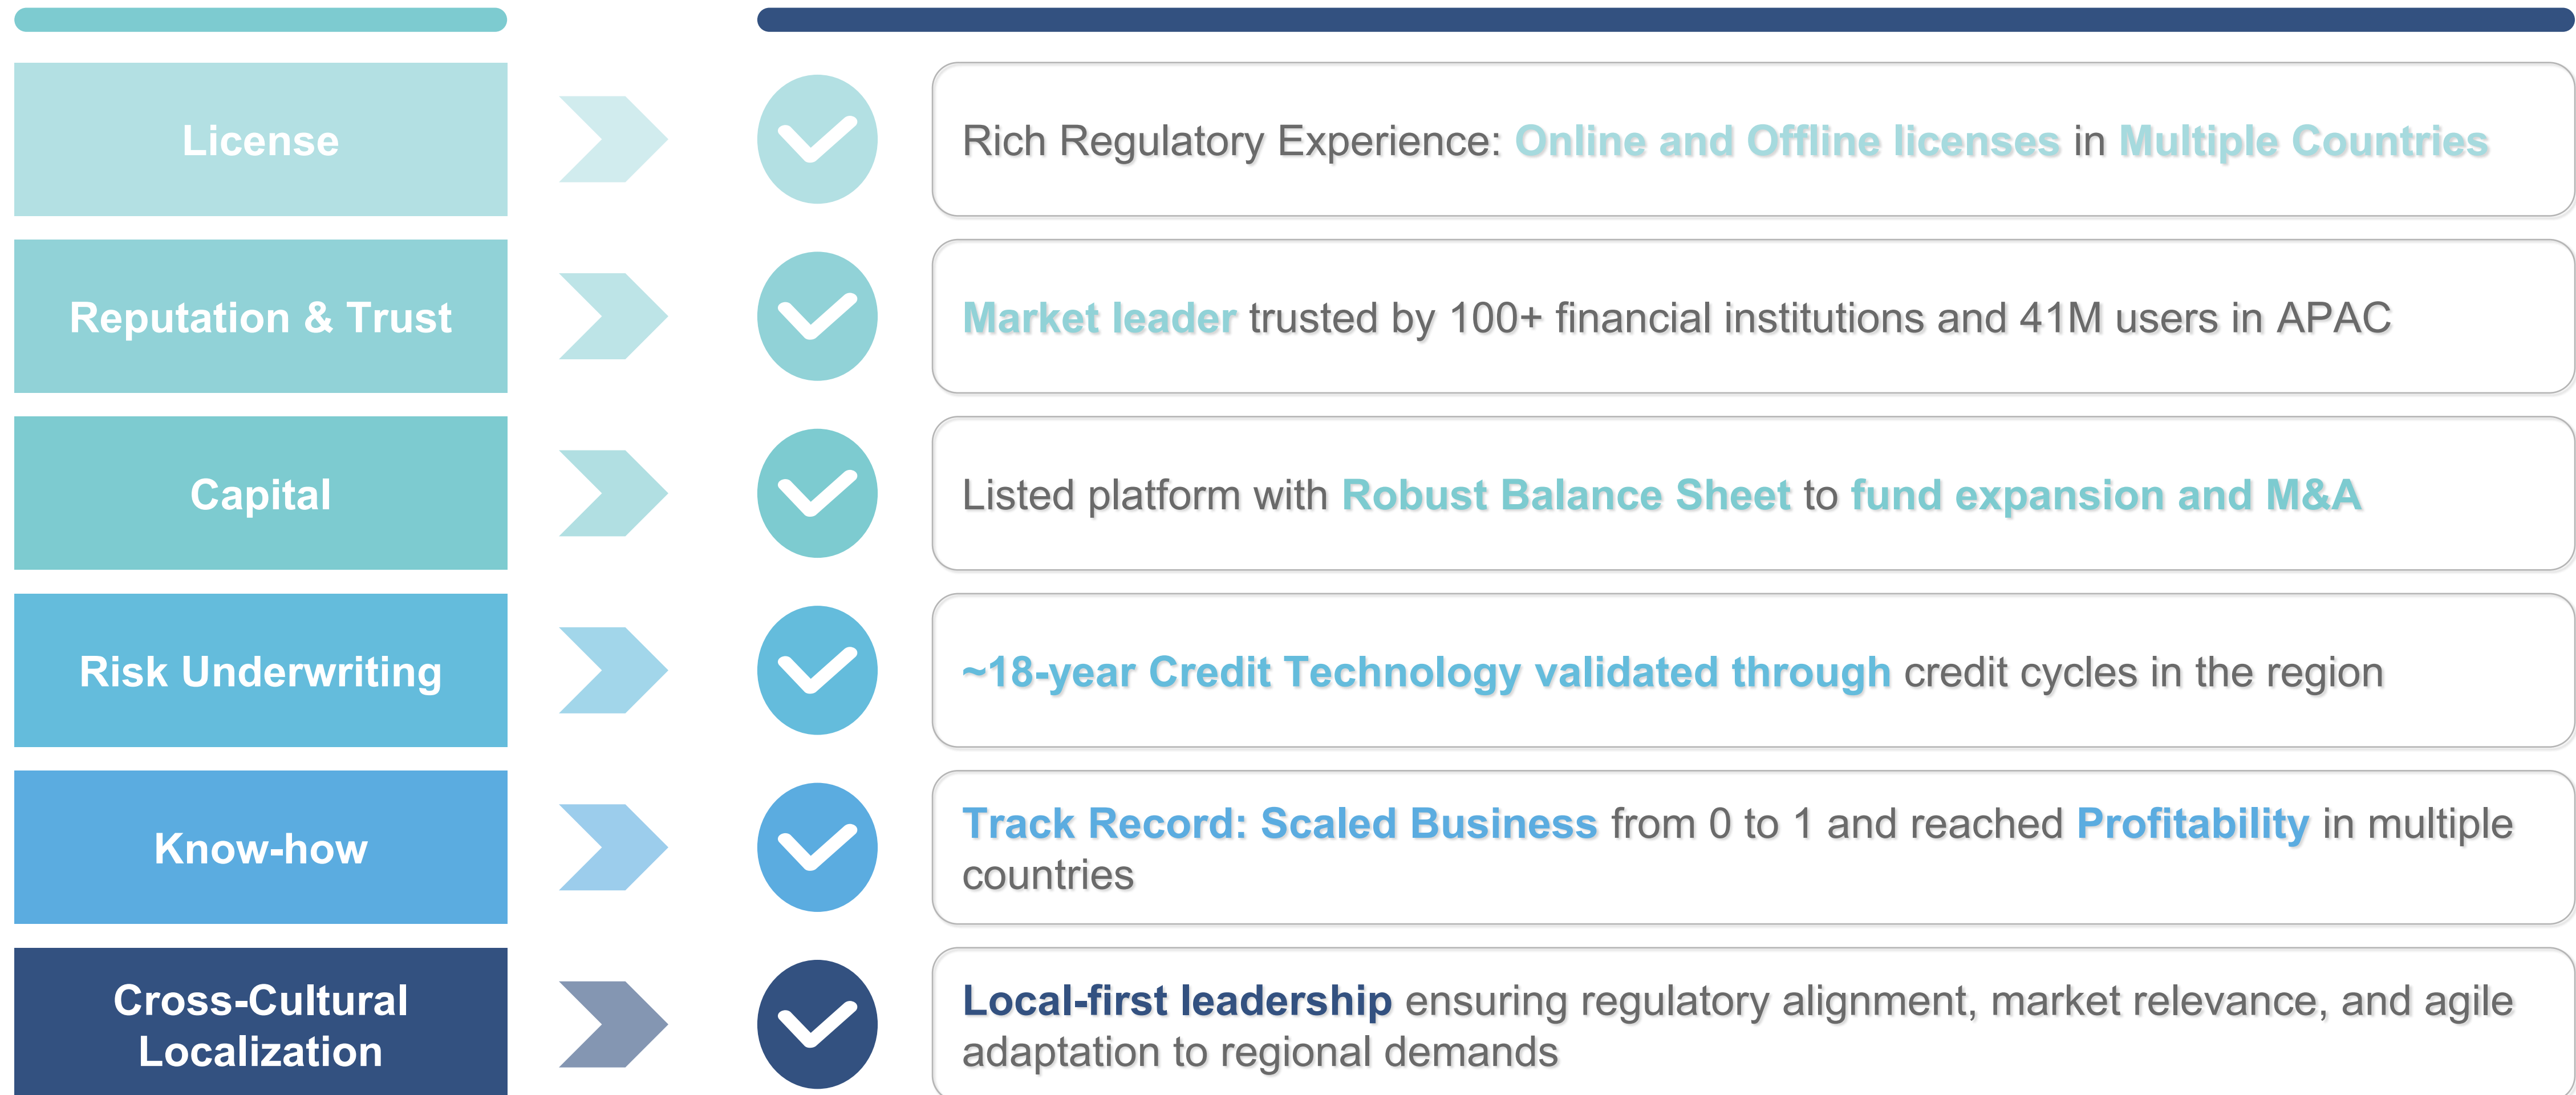 License
Rich Regulatory Experience: Online and Offline licenses in Multiple Countries
Reputation & Trust
Market leader trusted by 100+ financial institutions and 41M users in APAC
Capital
Listed platform with Robust Balance Sheet to fund expansion and M&A
Risk Underwriting
~18-year Credit Technology validated through credit cycles in the region
Know-how
Track Record: Scaled Business from 0 to 1 and reached Profitability in multiple
countries
Cross-Cultural
Localization
Local-first leadership ensuring regulatory alignment, market relevance, and agile
adaptation to regional demands